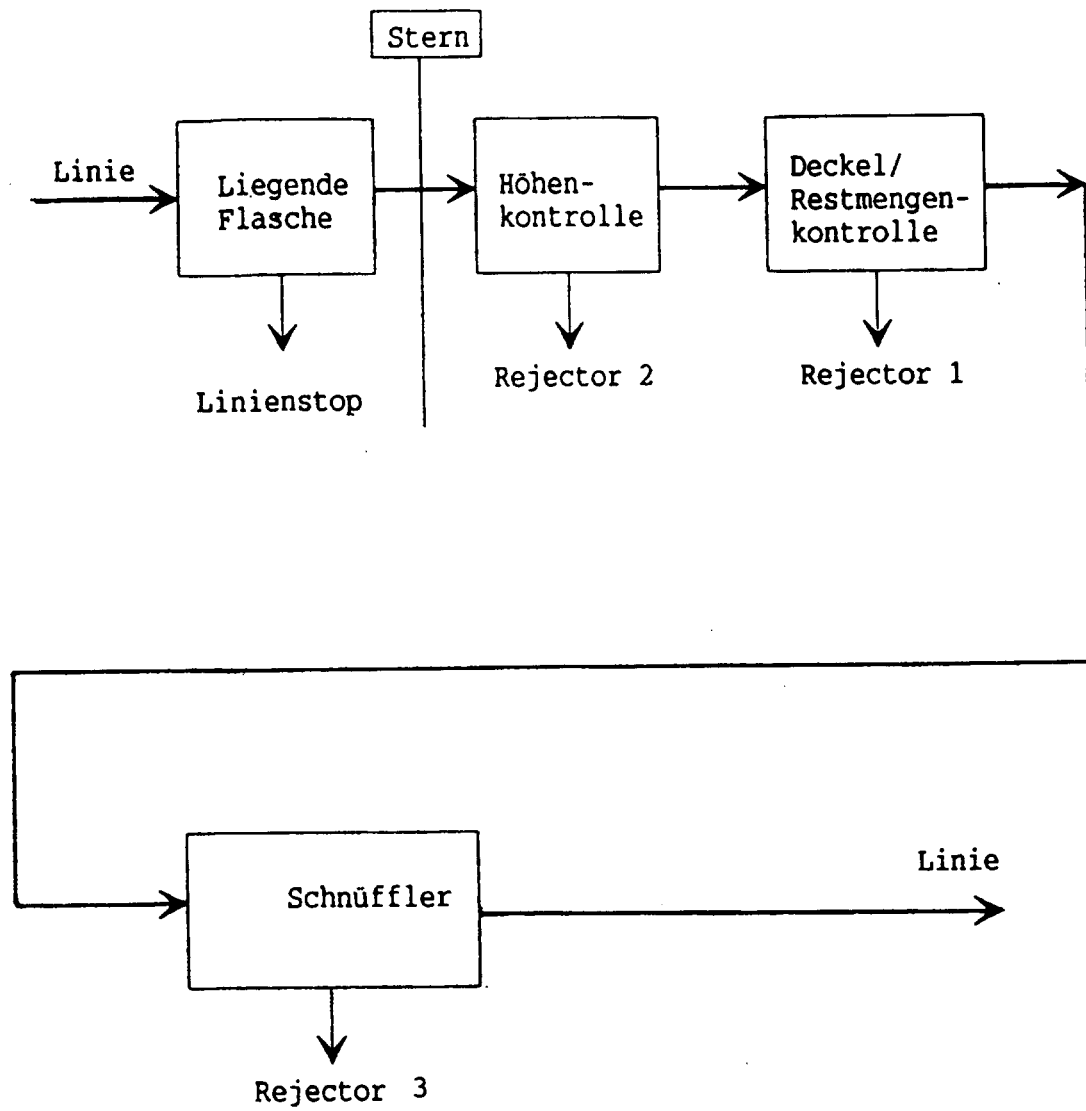 Stern
Linie
Liegende
Flasche
Höhen-
kontrolle
Deckel/
Restmengen-
kontrolle
Linienstop
Rejector 2
Rejector 1
Schnüffler
Linie
Rejector 3